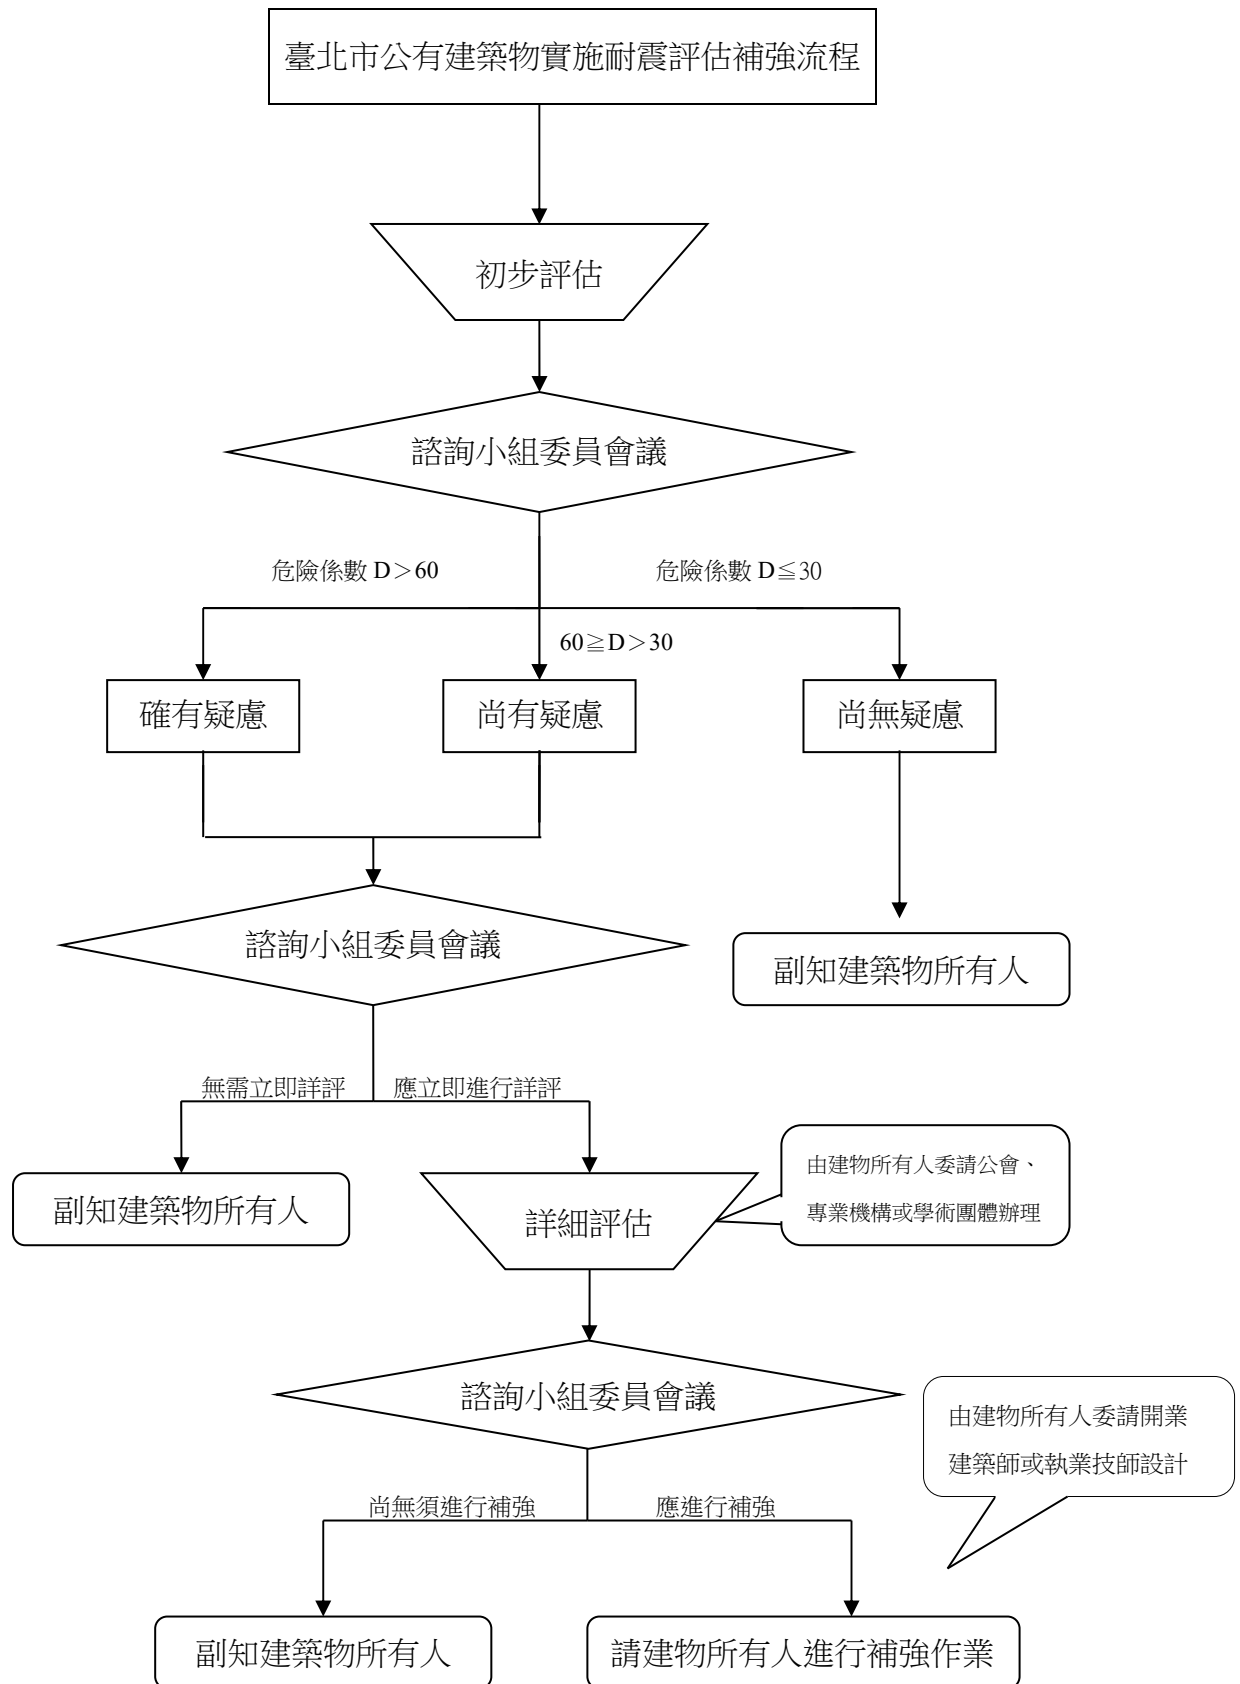 臺北市公有建築物實施耐震評估補強流程
初步評估
諮詢小組委員會議
危險係數 D＞60
危險係數 D≦30
60≧D＞30
確有疑慮
尚有疑慮
尚無疑慮
諮詢小組委員會議
副知建築物所有人
無需立即詳評
應立即進行詳評
副知建築物所有人
詳細評估
由建物所有人委請公會、
專業機構或學術團體辦理
諮詢小組委員會議
由建物所有人委請開業
建築師或執業技師設計
尚無須進行補強
應進行補強
副知建築物所有人
請建物所有人進行補強作業